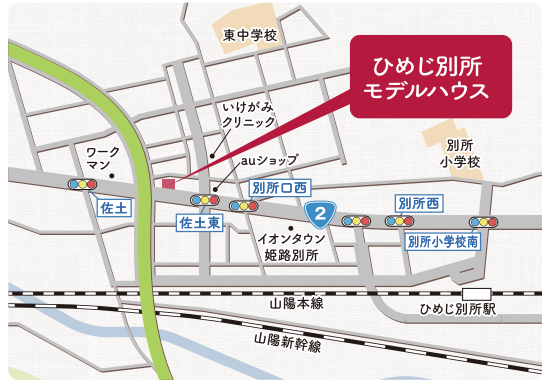 東中学校
ひめじ別所
モデルハウス
いけがみ
クリニック
別所
小学校
ワーク
マン
auショップ
別所口西
佐土
佐土東
2
別所西
イオンタウン
姫路別所
別所小学校南
山陽本線
ひめじ別所駅
山陽新幹線